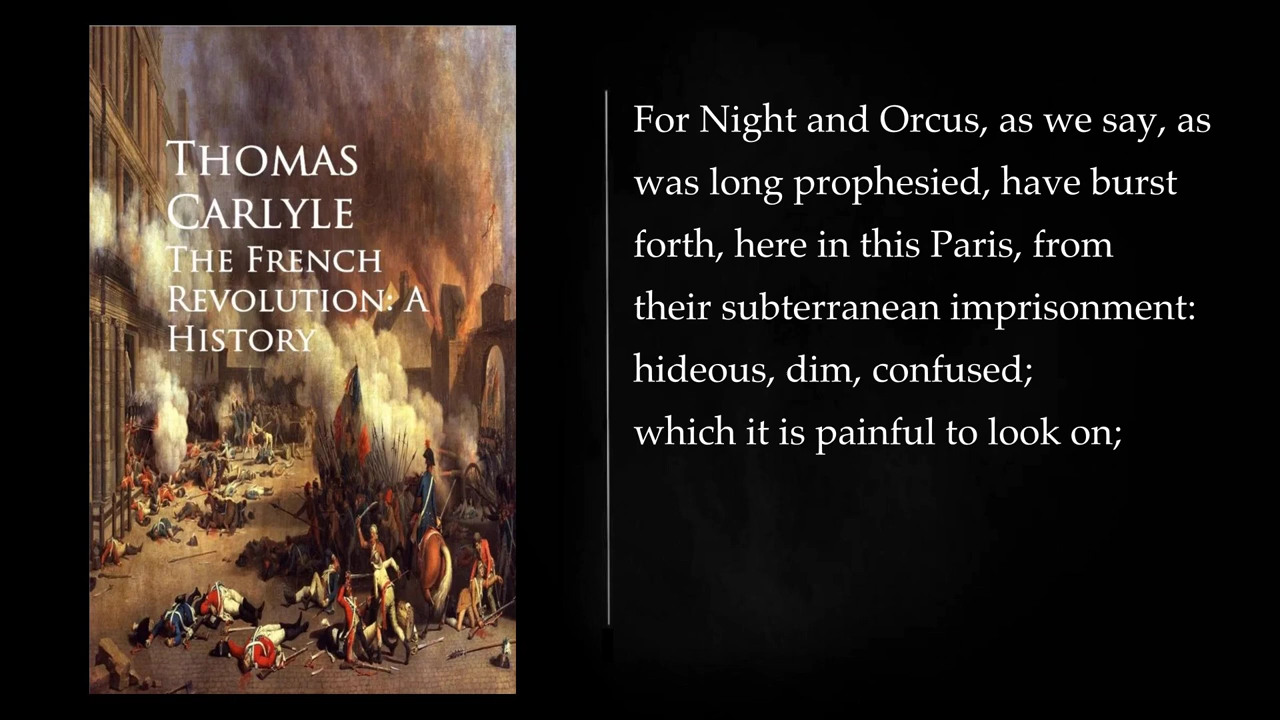 THOMAS
CARLYLE
THE FRENCH
REVOLUTION: A
HISTORY
For Night and Orcus, as we say, as
was long prophesied, have burst
forth, here in this Paris, from
their subterranean imprisonment:
hideous, dim, confused;
which it is painful to look on;